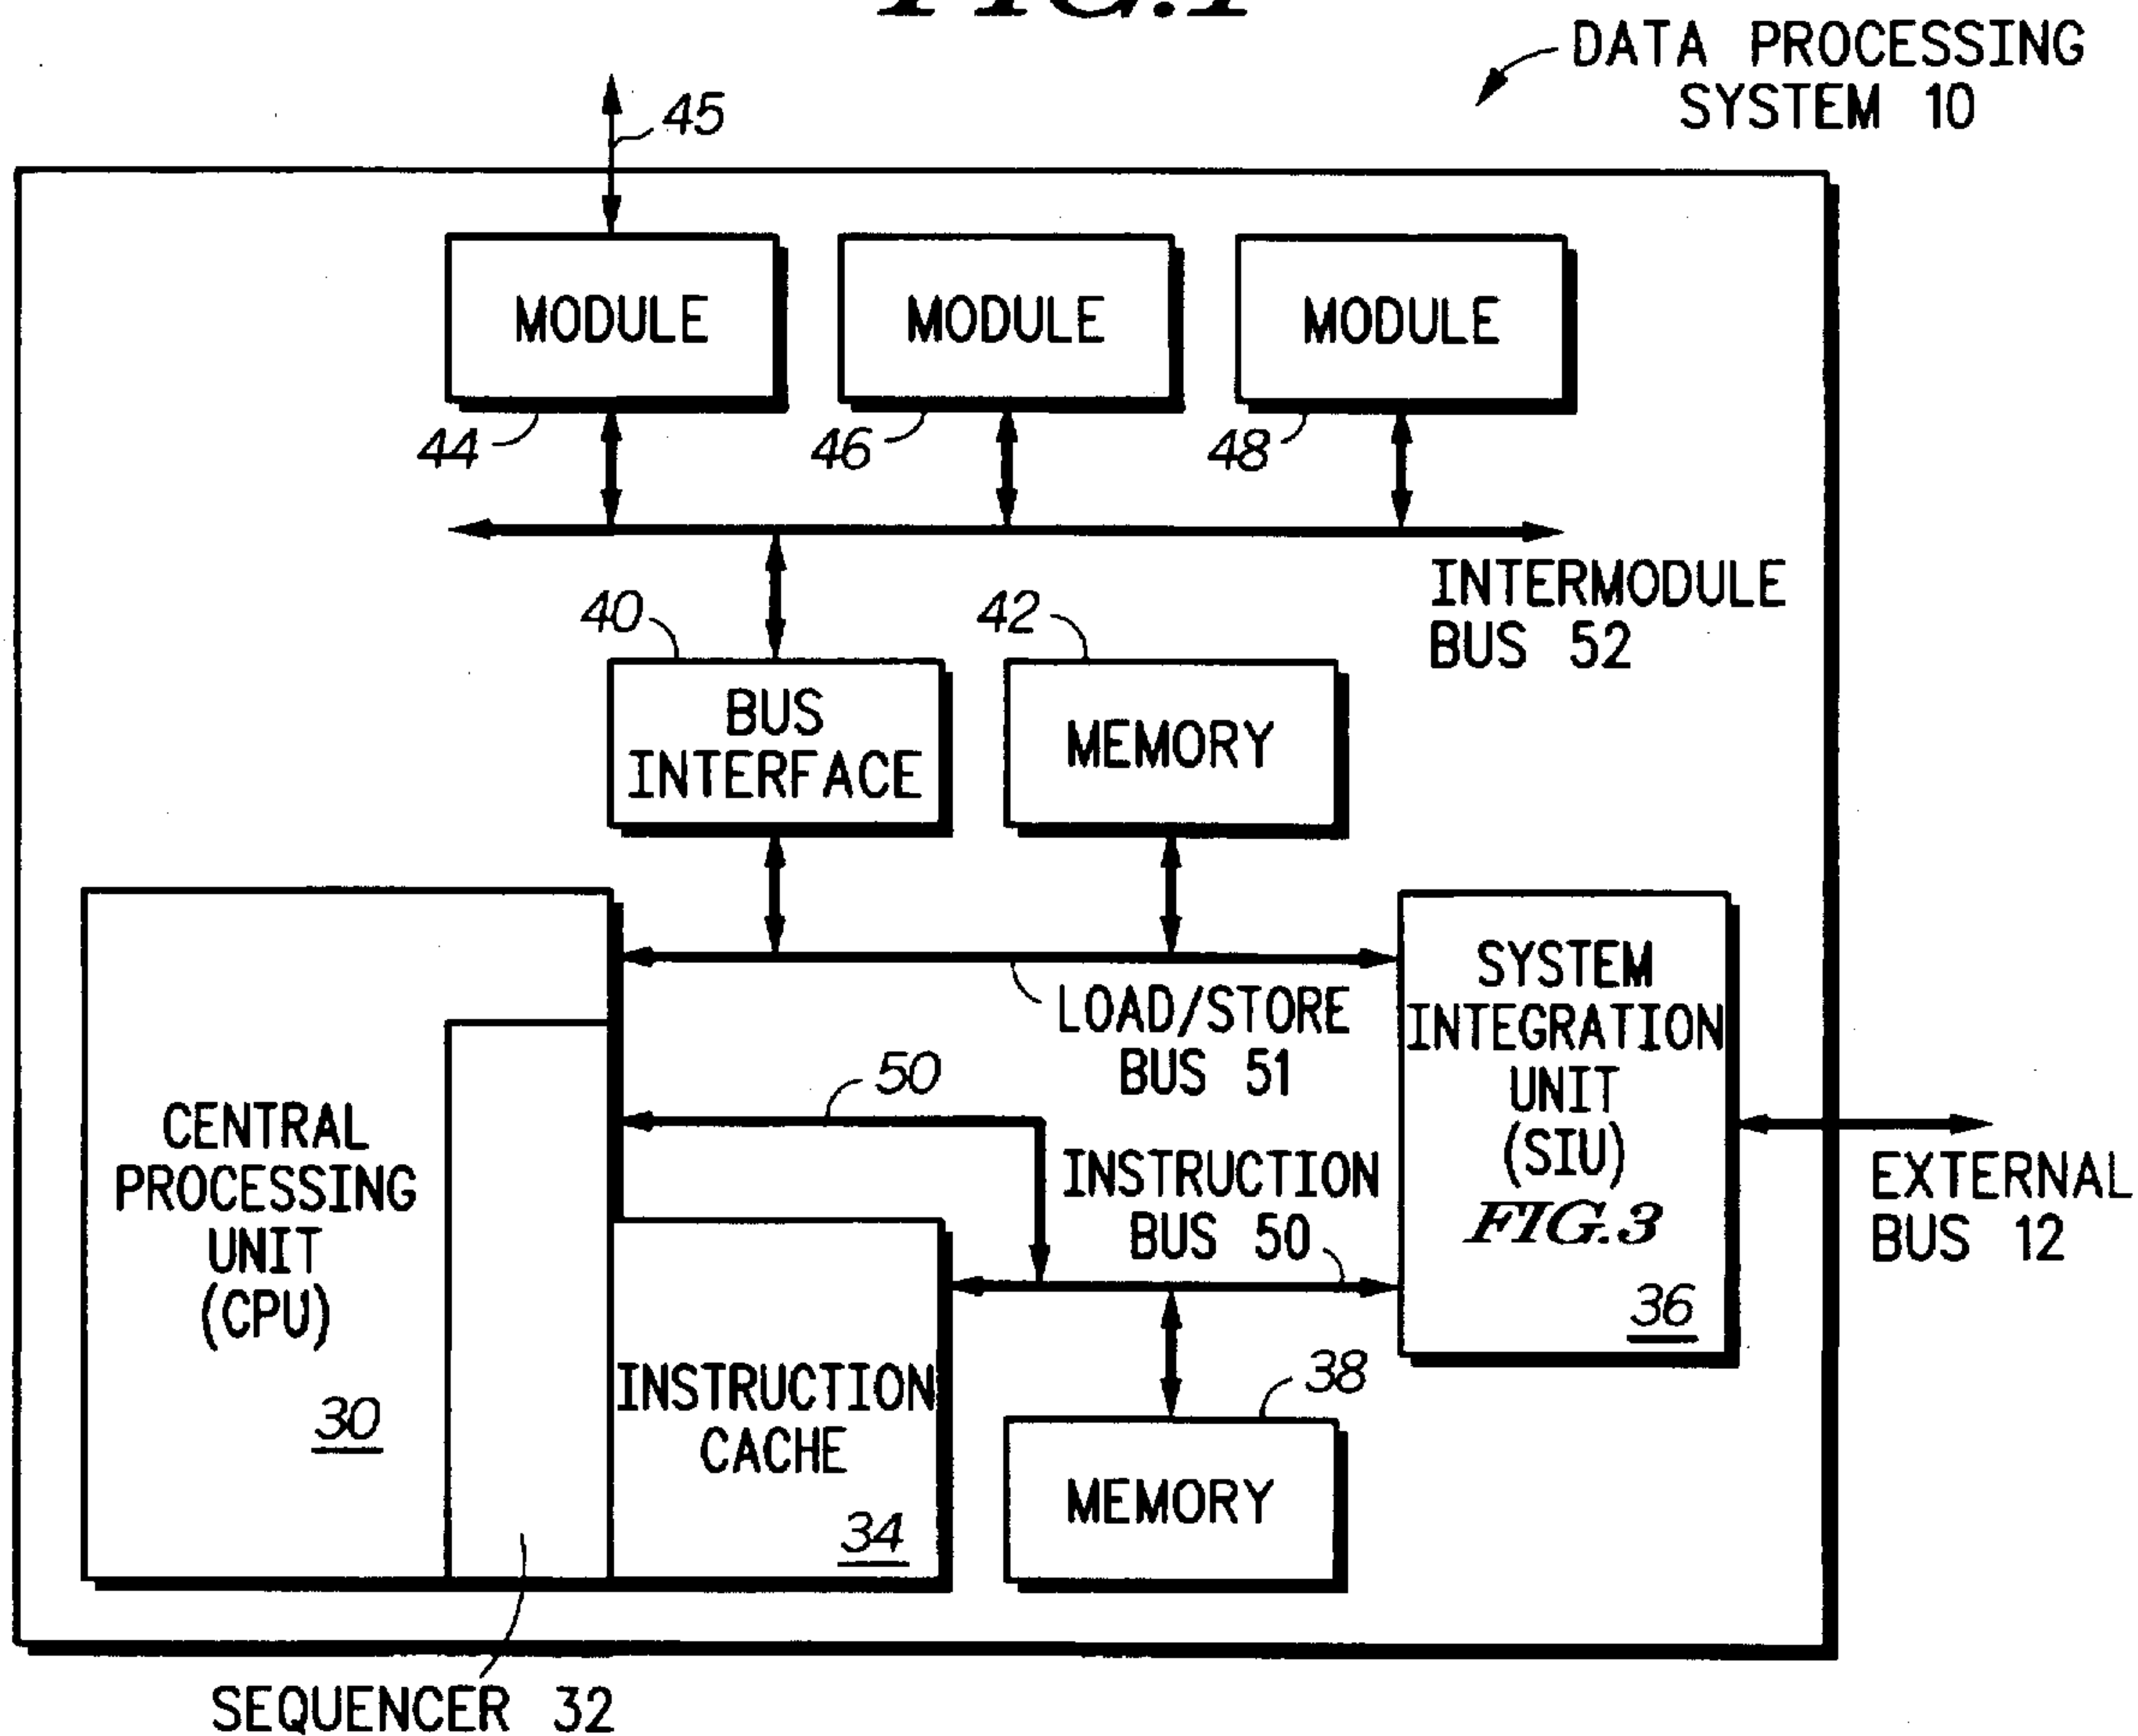 FIG.1
DATA PROCESSING
SYSTEM 10
45
MODULE
MODULE
MODULE
44
46
48
INTERMODULE
BUS 52
40
42
BUS
INTERFACE
MEMORY
LOAD/STORE
BUS 51
SYSTEM
INTEGRATION
UNIT
(SIU)
FIG.3
36
50
CENTRAL
PROCESSING
UNIT
(CPU)
30
INSTRUCTION
BUS 50
EXTERNAL
BUS 12
INSTRUCTION
CACHE
34
38
MEMORY
SEQUENCER 32